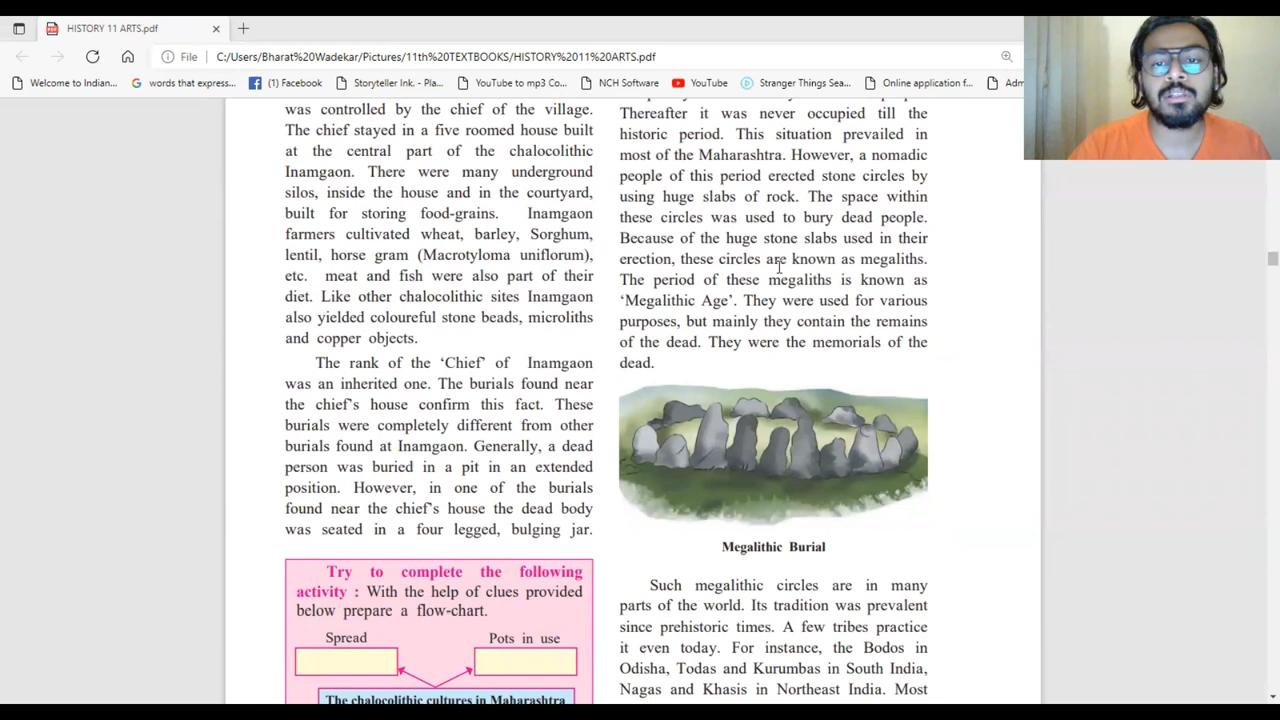 HISTORY 11 ARTS.pdf
File
C:/Users/Bharat%20Wadekar/Pictures/11th%20TEXTBOOKS/HISTORY%2011%20ARTS.pdf
Welcome to Indian...
words that express...
(1) Facebook
Storyteller Ink. - Pla...
YouTube to mp3 Co...
NCH Software
YouTube
Stranger Things Sea...
Online application f...
Adm
was controlled by the chief of the village.
The chief stayed in a five roomed house built
at the central part of the chalcolithic
Inamgaon. There were many underground
silos, inside the house and in the courtyard,
built for storing food-grains. Inamgaon
farmers cultivated wheat, barley, Sorghum,
lentil, horse gram (Macrotyloma uniflorum),
etc. meat and fish were also part of their
diet. Like other chalcolithic sites Inamgaon
also yielded coloureful stone beads, microliths
and copper objects.
The rank of the ‘Chief’ of Inamgaon
was an inherited one. The burials found near
the chief’s house confirm this fact. These
burials were completely different from other
burials found at Inamgaon. Generally, a dead
person was buried in a pit in an extended
position. However, in one of the burials
found near the chief’s house the dead body
was seated in a four legged, bulging jar.
Try to complete the following
activity : With the help of clues provided
below prepare a flow-chart.
Spread
Pots in use
The chalcolithic cultures in Maharashtra
Thereafter it was never occupied till the
historic period. This situation prevailed in
most of the Maharashtra. However, a nomadic
people of this period erected stone circles by
using huge slabs of rock. The space within
these circles was used to bury dead people.
Because of the huge stone slabs used in their
erection, these circles are known as megaliths.
The period of these megaliths is known as
‘Megalithic Age’. They were used for various
purposes, but mainly they contain the remains
of the dead. They were the memorials of the
dead.
Megalithic Burial
Such megalithic circles are in many
parts of the world. Its tradition was prevalent
since prehistoric times. A few tribes practice
it even today. For instance, the Bodos in
Odisha, Todas and Kurumbas in South India,
Nagas and Khasis in Northeast India. Most